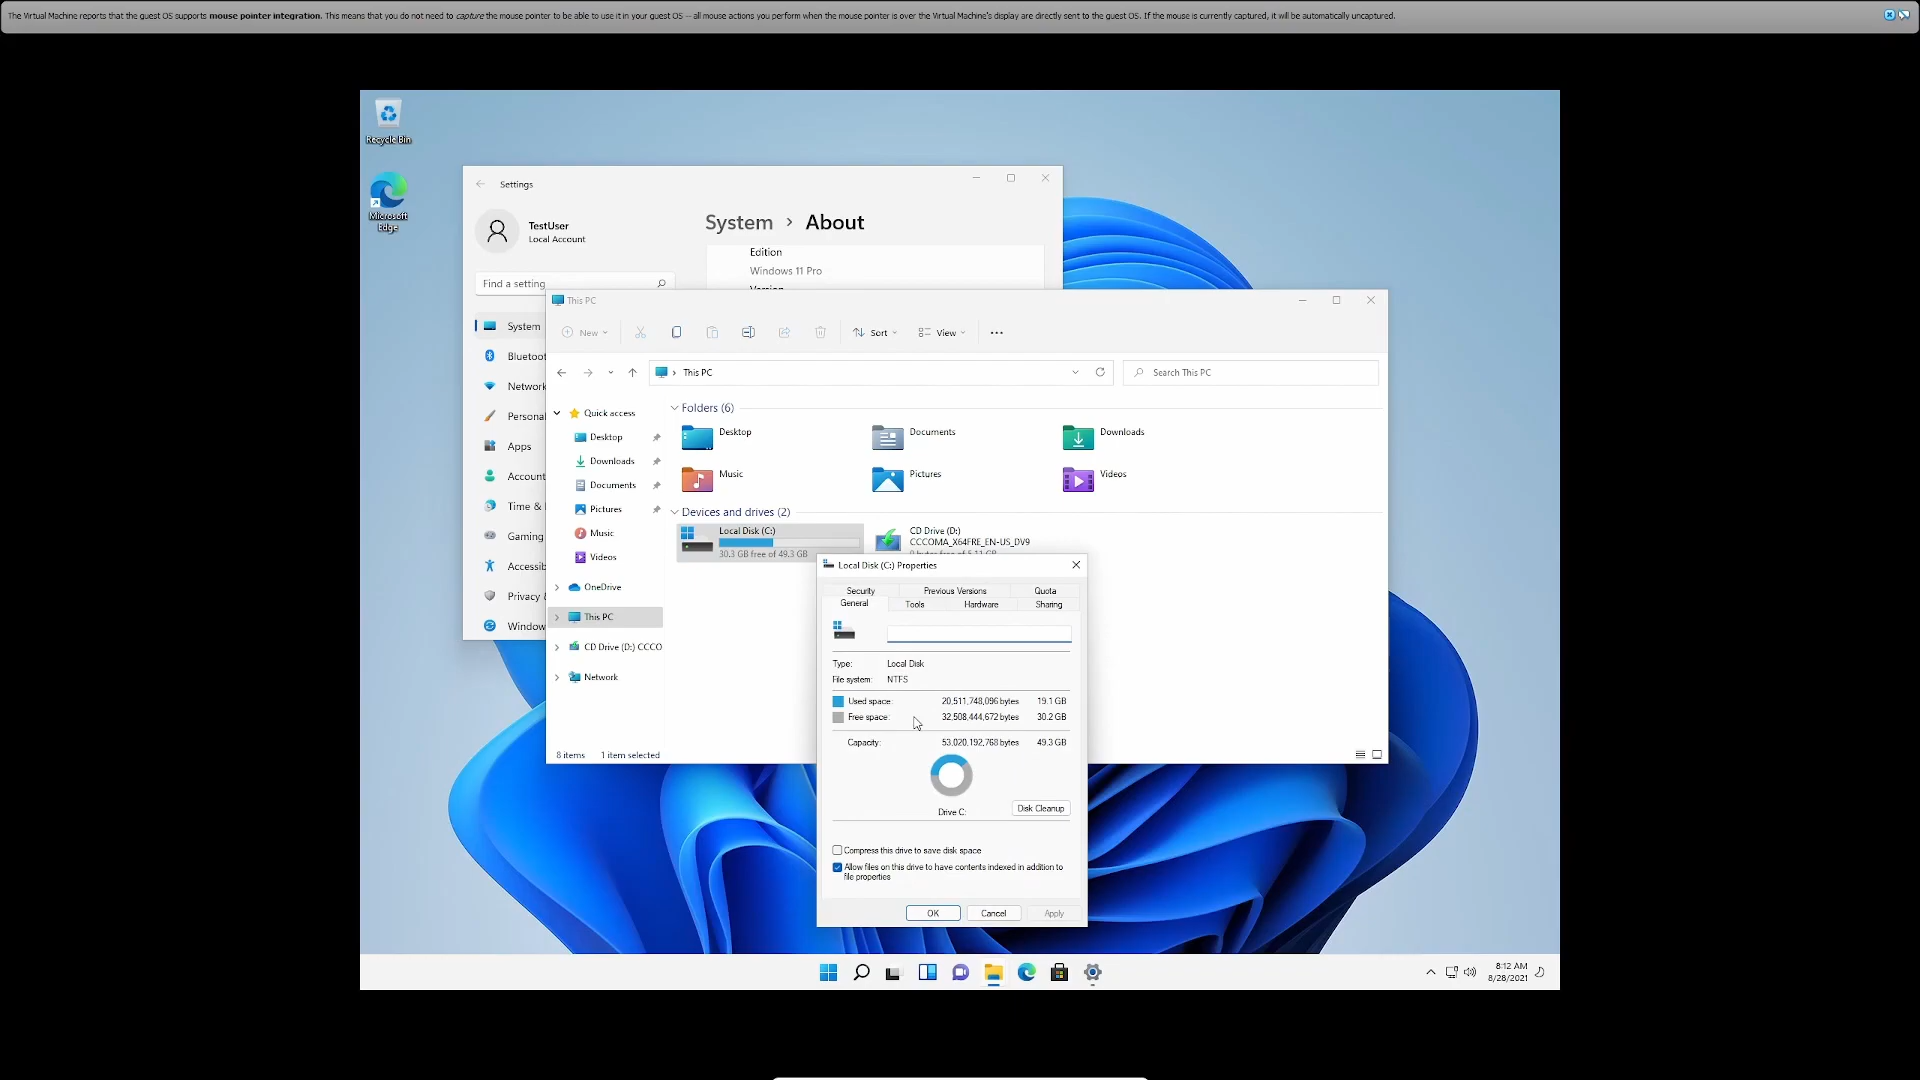 The Virtual Machine reports that the guest OS supports mouse pointer integration. This means that you do not need to capture the mouse pointer to be able to use it in your guest OS -- all mouse actions you perform when the mouse pointer is over the Virtual Machine's display are directly sent to the guest OS. If the mouse is currently captured, it will be automatically uncaptured.
Recycle Bin
Microsoft
Edge
Settings
TestUser
Local Account
Find a setting
System
Bluetoot
Network
Persona
Apps
Account
Time &
Gaming
Accessib
Privacy
Window
System › About
Edition
Windows 11 Pro
This PC
New
Sort
View
This PC
Search This PC
Quick access
Desktop
Downloads
Documents
Pictures
Music
Videos
OneDrive
This PC
CD Drive (D:) CCCO
Network
Folders (6)
Desktop
Documents
Downloads
Music
Pictures
Videos
Devices and drives (2)
Local Disk (C:)
30.3 GB free of 49.3 GB
CD Drive (D:)
CCCOMA_X64FRE_EN-US_DV9
8 items 1 item selected
Local Disk (C:) Properties
Security Previous Versions Quota
General Tools Hardware Sharing
Type: Local Disk
File system: NTFS
Used space: 20,511,748,096 bytes 19.1 GB
Free space: 32,508,444,672 bytes 30.2 GB
Capacity: 53,020,192,768 bytes 49.3 GB
Drive C:
Disk Cleanup
Compress this drive to save disk space
Allow files on this drive to have contents indexed in addition to
file properties
OK Cancel Apply
8:12 AM
8/28/2021